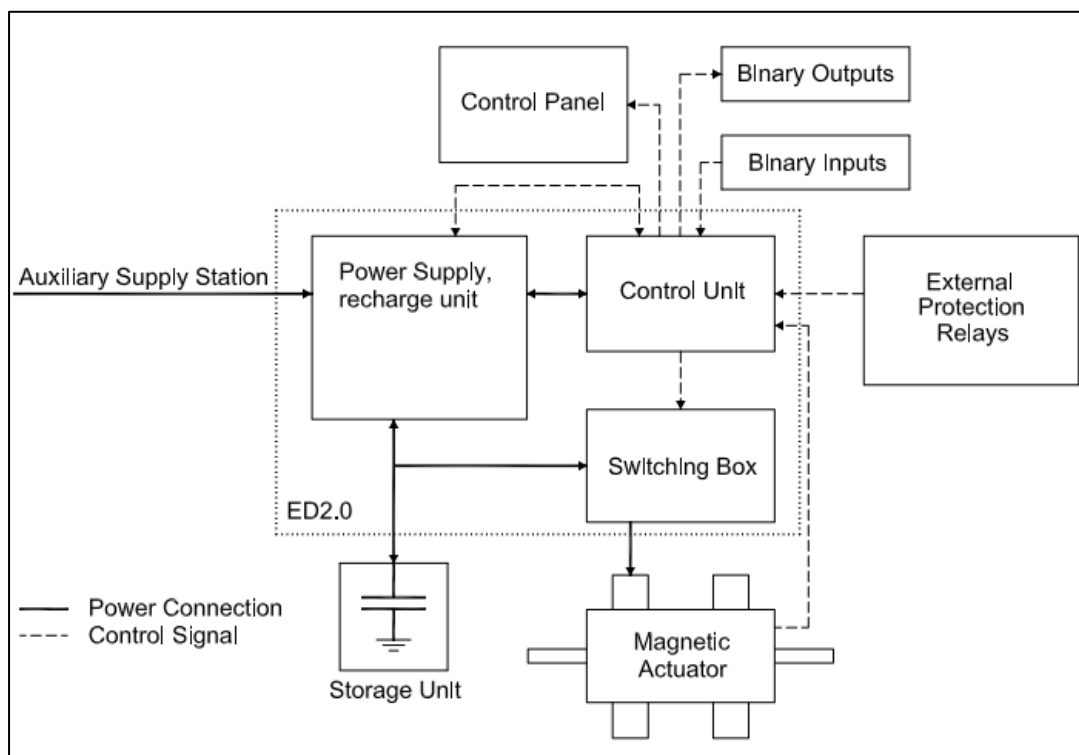 Control Panel
Binary Outputs
Binary Inputs
Auxiliary Supply Station
Power Supply,
recharge unit
Control Unit
External
Protection
Relays
Switching Box
ED2.0
Power Connection
Control Signal
Storage Unit
Magnetic
Actuator